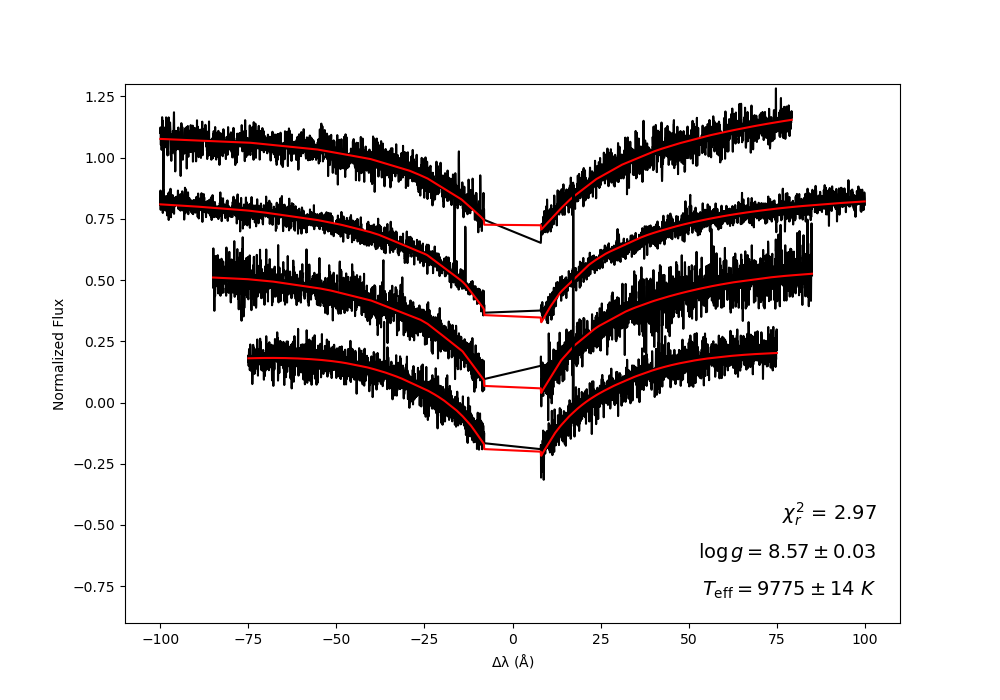 Normalized Flux
1.25
1.00
0.75
0.50
0.25
0.00
−0.25
−0.50
−0.75
χ²ᵣ = 2.97
log g = 8.57 ± 0.03
T_eff = 9775 ± 14 K
−100 −75 −50 −25 0 25 50 75 100
Δλ (Å)